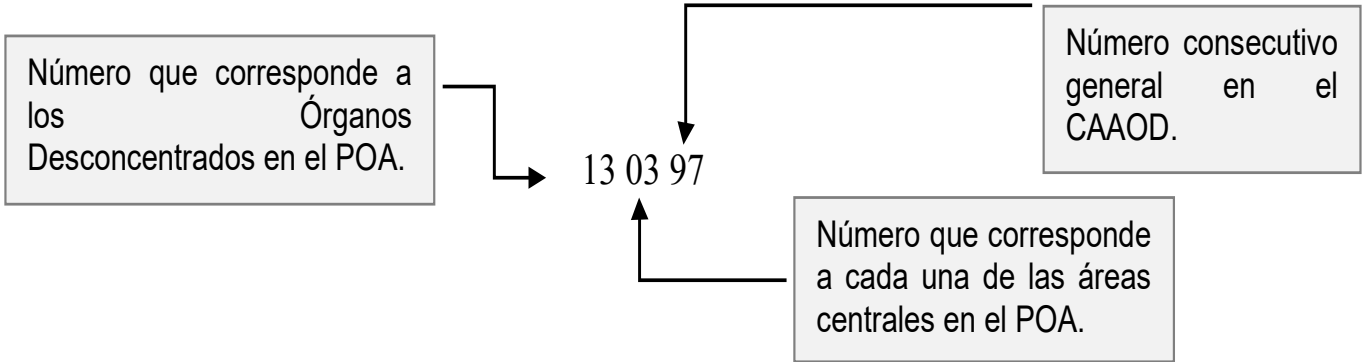 Número que corresponde a
los Órganos
Desconcentrados en el POA.
Número consecutivo
general en el
CAAOD.
13 03 97
Número que corresponde
a cada una de las áreas
centrales en el POA.